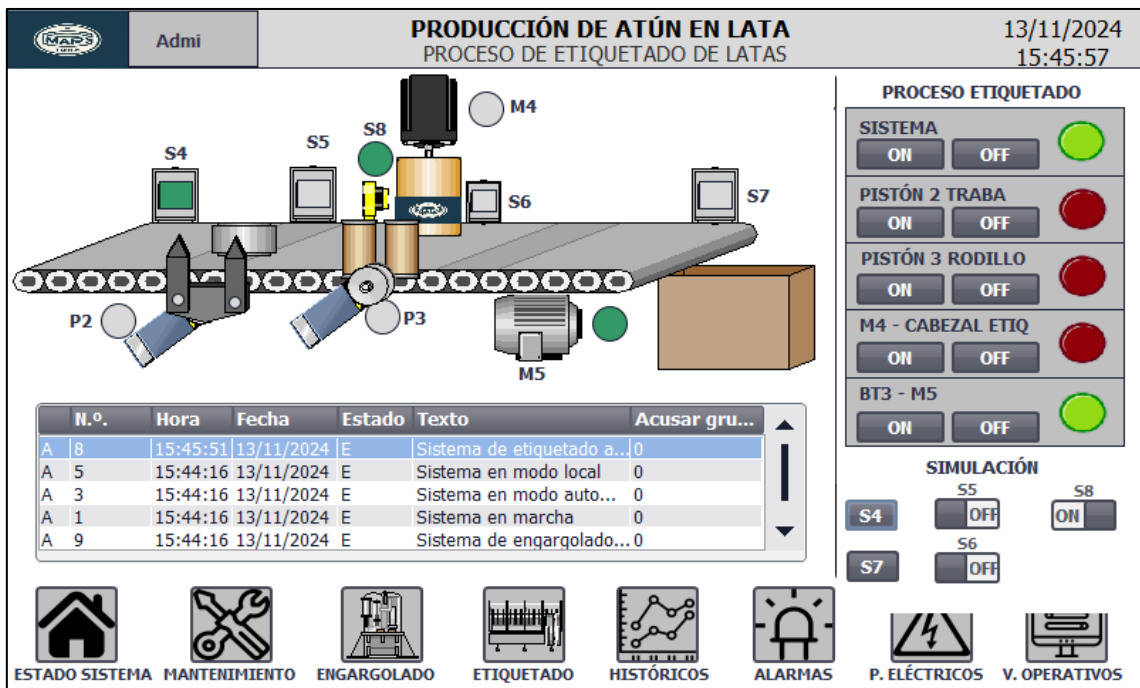 MAPS
Admi
PRODUCCIÓN DE ATÚN EN LATA
PROCESO DE ETIQUETADO DE LATAS
13/11/2024
15:45:57
M4
S8
S5
S4
S6
S7
P2
P3
M5
PROCESO ETIQUETADO
SISTEMA
ON OFF
PISTÓN 2 TRABA
ON OFF
PISTÓN 3 RODILLO
ON OFF
M4 - CABEZAL ETIQ
ON OFF
BT3 - M5
ON OFF
SIMULACIÓN
S5 S8
S4 OFF ON
S6
S7 OFF
N.º. Hora Fecha Estado Texto Acusar gru...
A 8 15:45:51 13/11/2024 E Sistema de etiquetado a... 0
A 5 15:44:16 13/11/2024 E Sistema en modo local 0
A 3 15:44:16 13/11/2024 E Sistema en modo auto... 0
A 1 15:44:16 13/11/2024 E Sistema en marcha 0
A 9 15:44:16 13/11/2024 E Sistema de engargolado... 0
ESTADO SISTEMA MANTENIMIENTO ENGARGOLADO ETIQUETADO HISTÓRICOS ALARMAS P. ELÉCTRICOS V. OPERATIVOS